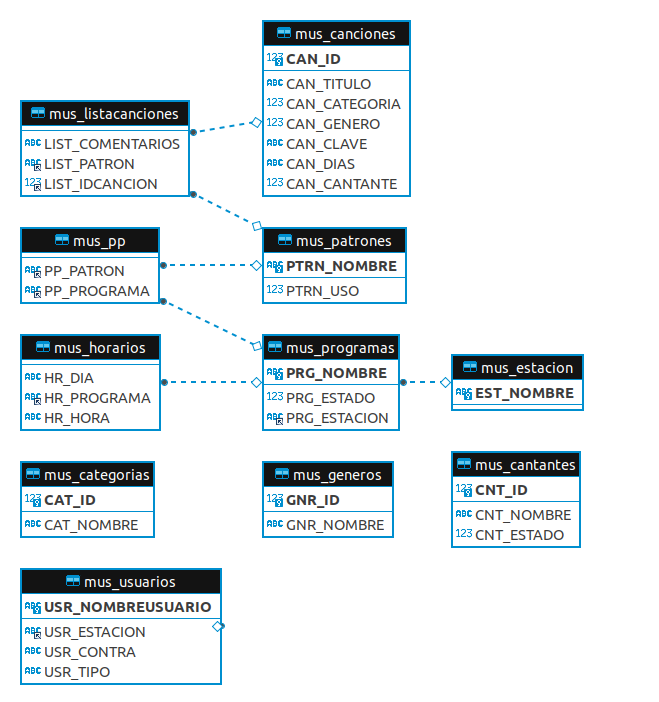 mus_canciones
CAN_ID
CAN_TITULO
CAN_CATEGORIA
CAN_GENERO
CAN_CLAVE
CAN_DIAS
CAN_CANTANTE
mus_listacanciones
LIST_COMENTARIOS
LIST_PATRON
LIST_IDCANCION
mus_pp
PP_PATRON
PP_PROGRAMA
mus_patrones
PTRN_NOMBRE
PTRN_USO
mus_horarios
HR_DIA
HR_PROGRAMA
HR_HORA
mus_programas
PRG_NOMBRE
PRG_ESTADO
PRG_ESTACION
mus_estacion
EST_NOMBRE
mus_categorias
CAT_ID
CAT_NOMBRE
mus_generos
GNR_ID
GNR_NOMBRE
mus_cantantes
CNT_ID
CNT_NOMBRE
CNT_ESTADO
mus_usuarios
USR_NOMBREUSUARIO
USR_ESTACION
USR_CONTRA
USR_TIPO